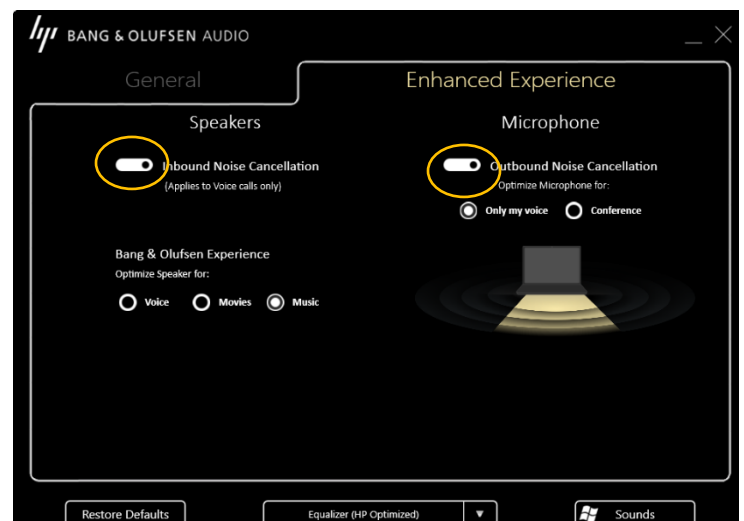 hp BANG & OLUFSEN AUDIO
General
Enhanced Experience
Speakers
Microphone
Inbound Noise Cancellation
(Applies to Voice calls only)
Outbound Noise Cancellation
Optimize Microphone for:
Only my voice
Conference
Bang & Olufsen Experience
Optimize Speaker for:
Voice
Movies
Music
Restore Defaults
Equalizer (HP Optimized)
Sounds